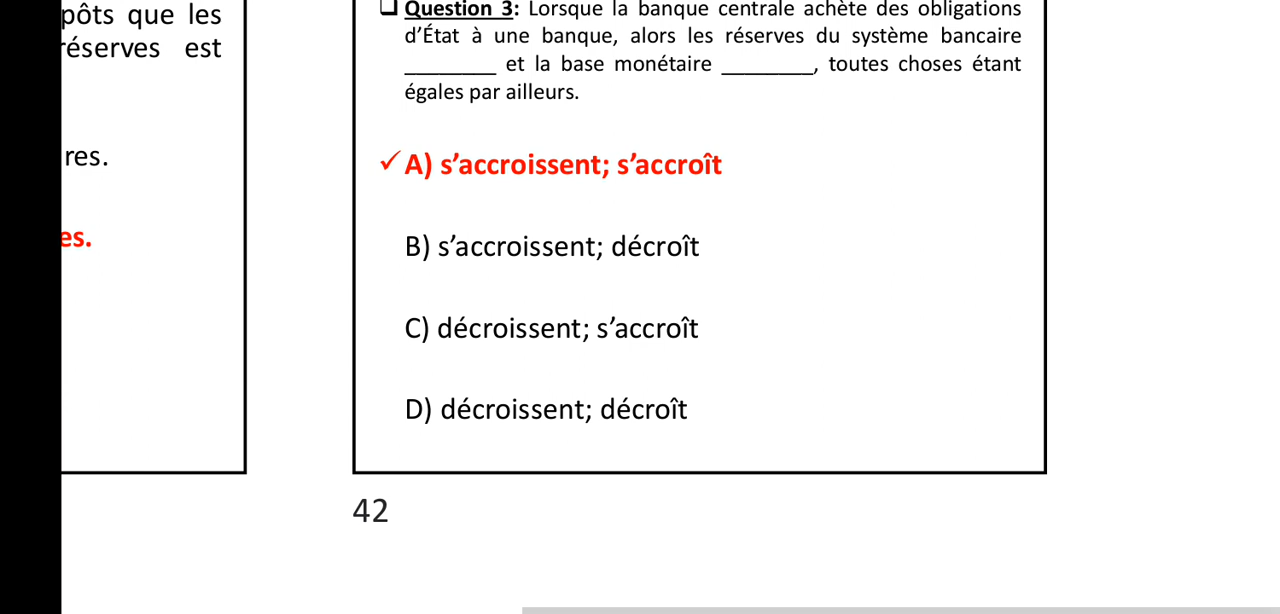 pôts que les
réserves est
res.
es.
❑ Question 3: Lorsque la banque centrale achète des obligations
d’État à une banque, alors les réserves du système bancaire
________ et la base monétaire ________, toutes choses étant
égales par ailleurs.
✓ A) s’accroissent; s’accroît
B) s’accroissent; décroît
C) décroissent; s’accroît
D) décroissent; décroît
42